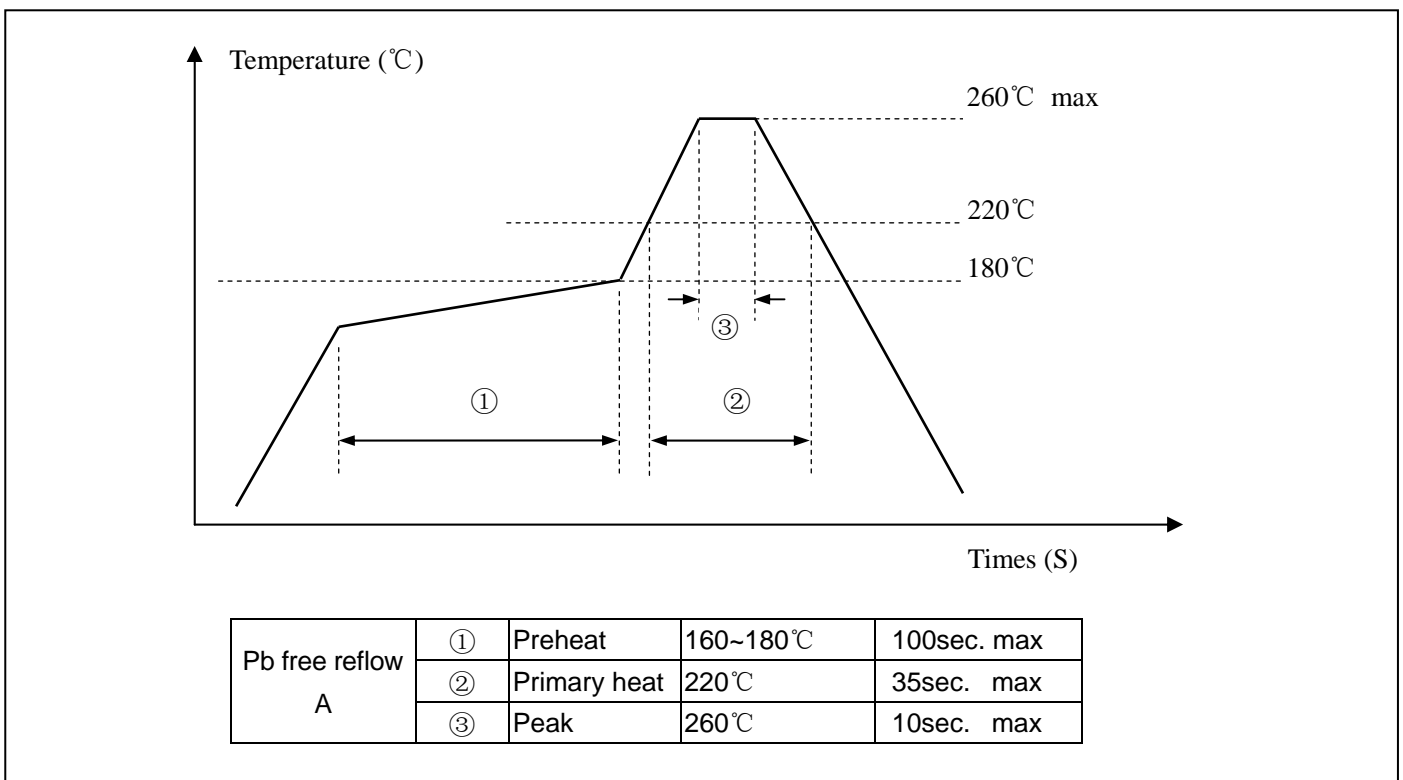 Temperature (℃)
260℃ max
220℃
180℃
③
①
②
Times (S)
Pb free reflow
A
① Preheat 160~180℃ 100sec. max
② Primary heat 220℃ 35sec. max
③ Peak 260℃ 10sec. max